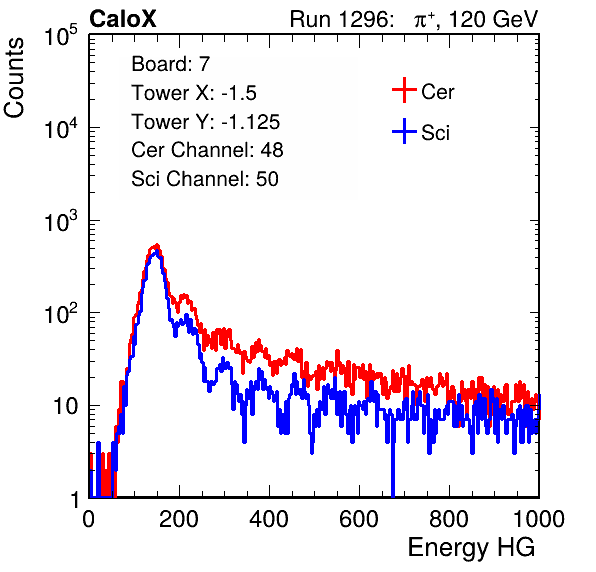 CaloX Run 1296: π⁺, 120 GeV
Counts
10⁵
10⁴
10³
10²
10
1
Board: 7
Tower X: -1.5
Tower Y: -1.125
Cer Channel: 48
Sci Channel: 50
Cer
Sci
0 200 400 600 800 1000
Energy HG